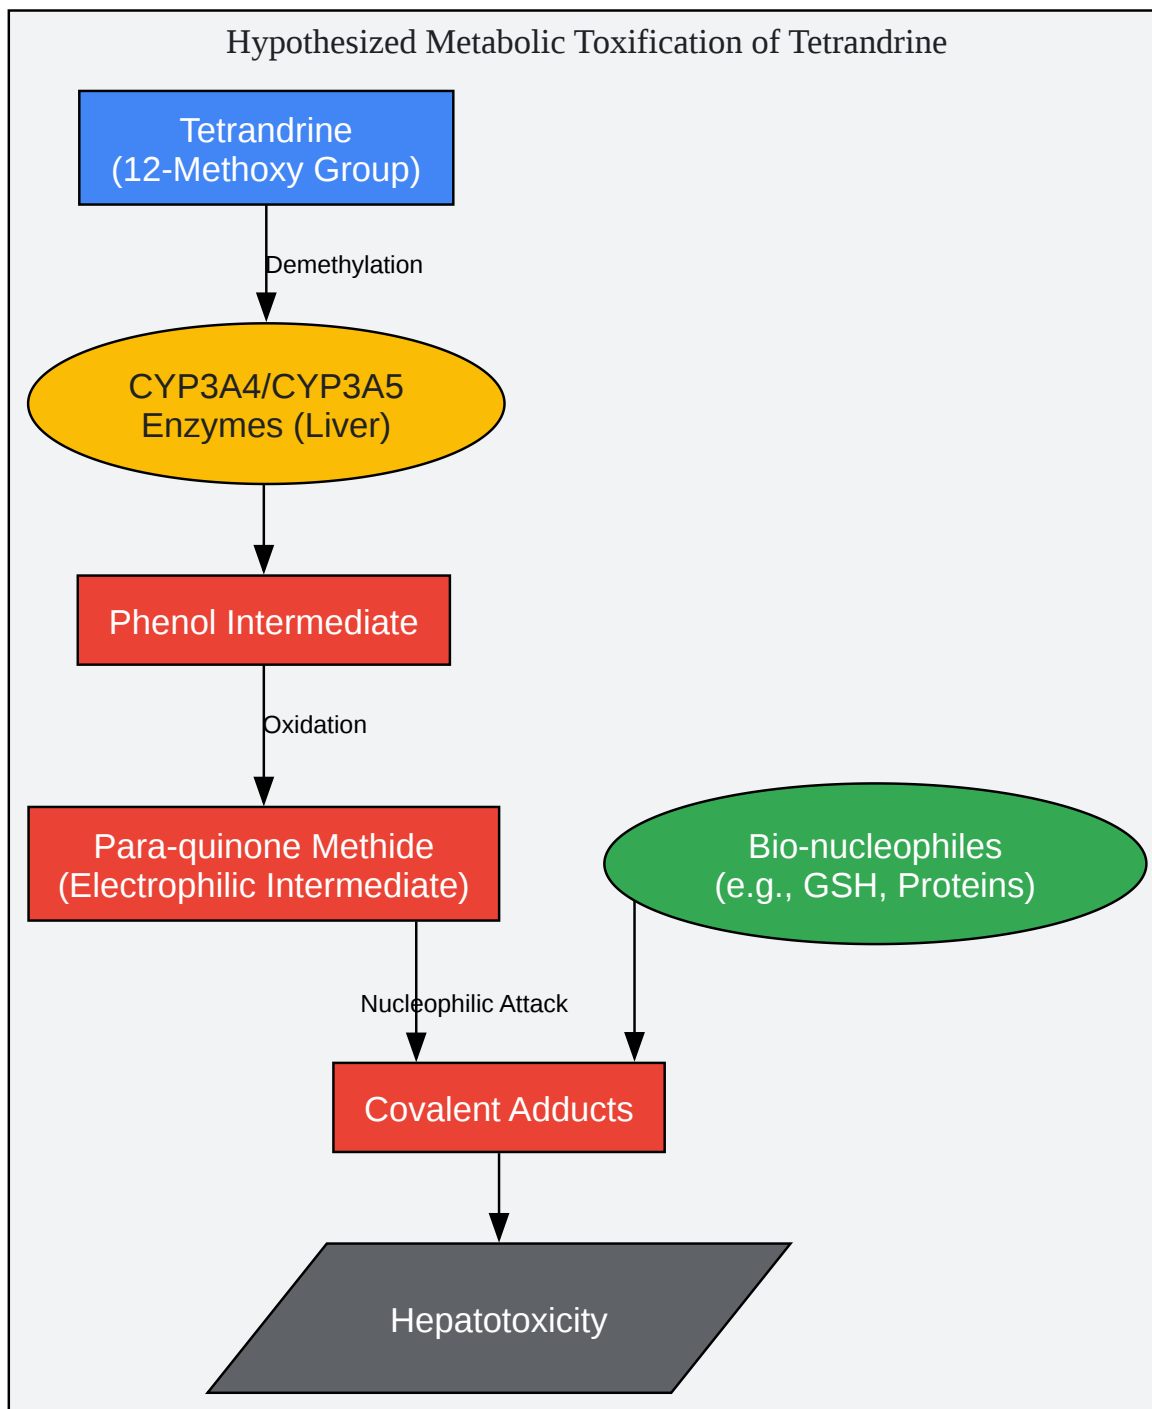 Hypothesized Metabolic Toxification of Tetrandrine
Tetrandrine
(12-Methoxy Group)
Demethylation
CYP3A4/CYP3A5
Enzymes (Liver)
Phenol Intermediate
Oxidation
Para-quinone Methide
(Electrophilic Intermediate)
Bio-nucleophiles
(e.g., GSH, Proteins)
Nucleophilic Attack
Covalent Adducts
Hepatotoxicity